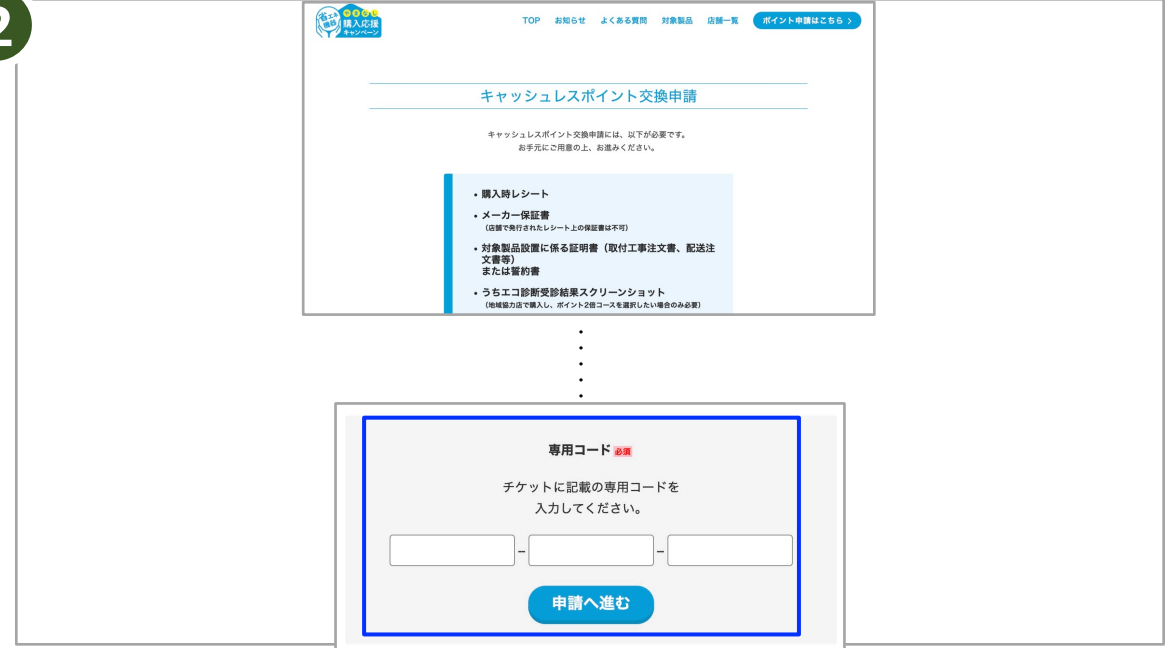 2
省エネ
機器
やまなし
購入応援
キャンペーン
TOP お知らせ よくある質問 対象製品 店舗一覧 ポイント申請はこちら >
キャッシュレスポイント交換申請
キャッシュレスポイント交換申請には、以下が必要です。
お手元にご用意の上、お進みください。
・購入時レシート
・メーカー保証書
(店舗で発行されたレシート上の保証書は不可)
・対象製品設置に係る証明書(取付工事注文書、配送注
文書等)
または誓約書
・うちエコ診断受診結果スクリーンショット
(地域協力店で購入し、ポイント2倍コースを選択したい場合のみ必要)
専用コード 必須
チケットに記載の専用コードを
入力してください。
– –
申請へ進む